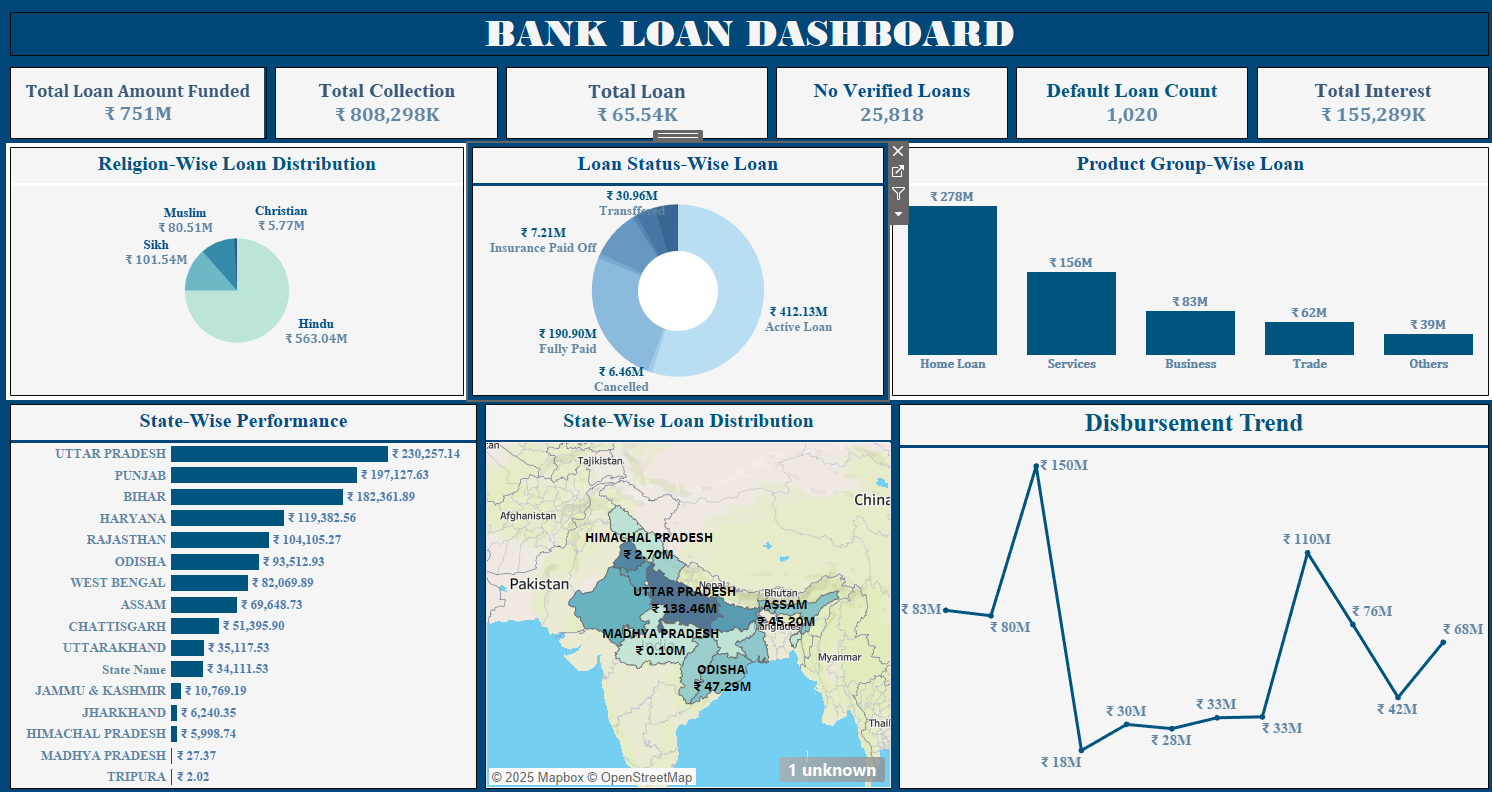 BANK LOAN DASHBOARD
Total Loan Amount Funded
₹ 751M
Total Collection
₹ 808,298K
Total Loan
₹ 65.54K
No Verified Loans
25,818
Default Loan Count
1,020
Total Interest
₹ 155,289K
Religion-Wise Loan Distribution
Muslim
₹ 80.51M
Christian
₹ 5.77M
Sikh
₹ 101.54M
Hindu
₹ 563.04M
Loan Status-Wise Loan
₹ 30.96M
Transffered
₹ 7.21M
Insurance Paid Off
₹ 412.13M
Active Loan
₹ 190.90M
Fully Paid
₹ 6.46M
Cancelled
Product Group-Wise Loan
₹ 278M
₹ 156M
₹ 83M
₹ 62M
₹ 39M
Home Loan
Services
Business
Trade
Others
State-Wise Performance
UTTAR PRADESH ₹ 230,257.14
PUNJAB ₹ 197,127.63
BIHAR ₹ 182,361.89
HARYANA ₹ 119,382.56
RAJASTHAN ₹ 104,105.27
ODISHA ₹ 93,512.93
WEST BENGAL ₹ 82,069.89
ASSAM ₹ 69,648.73
CHATTISGARH ₹ 51,395.90
UTTARAKHAND ₹ 35,117.53
State Name ₹ 34,111.53
JAMMU & KASHMIR ₹ 10,769.19
JHARKHAND ₹ 6,240.35
HIMACHAL PRADESH ₹ 5,998.74
MADHYA PRADESH ₹ 27.37
TRIPURA ₹ 2.02
State-Wise Loan Distribution
Tajikistan
China
Afghanistan
HIMACHAL PRADESH
₹ 2.70M
Pakistan
Nepal
UTTAR PRADESH
₹ 138.46M
Bhutan
ASSAM
₹ 45.20M
MADHYA PRADESH
India
₹ 0.10M
Myanmar
ODISHA
₹ 47.29M
1 unknown
© 2025 Mapbox © OpenStreetMap
Disbursement Trend
₹ 83M
₹ 80M
₹ 150M
₹ 18M
₹ 30M
₹ 28M
₹ 33M
₹ 33M
₹ 110M
₹ 76M
₹ 42M
₹ 68M